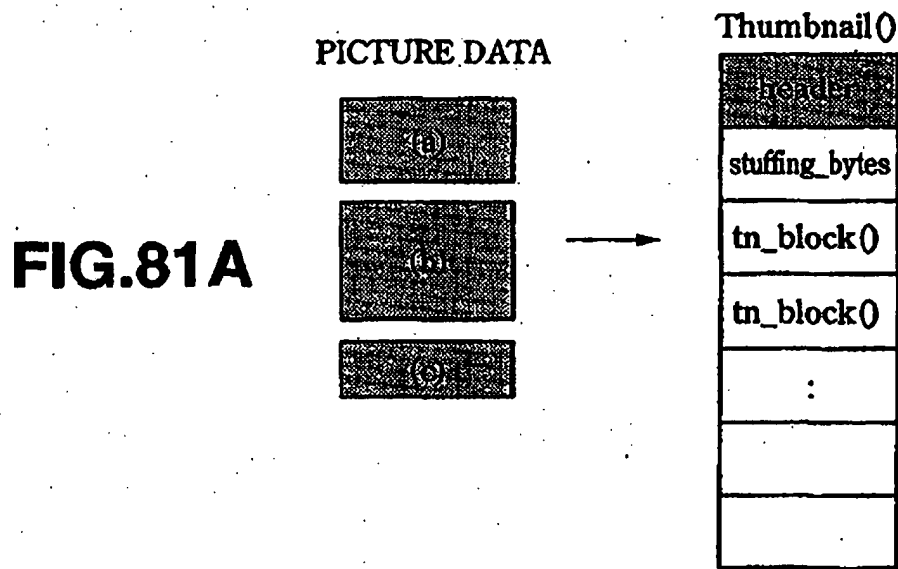 FIG.81A
PICTURE DATA
(a)
(b)
(c)
Thumbnail()
header
stuffing_bytes
tn_block()
tn_block()
: